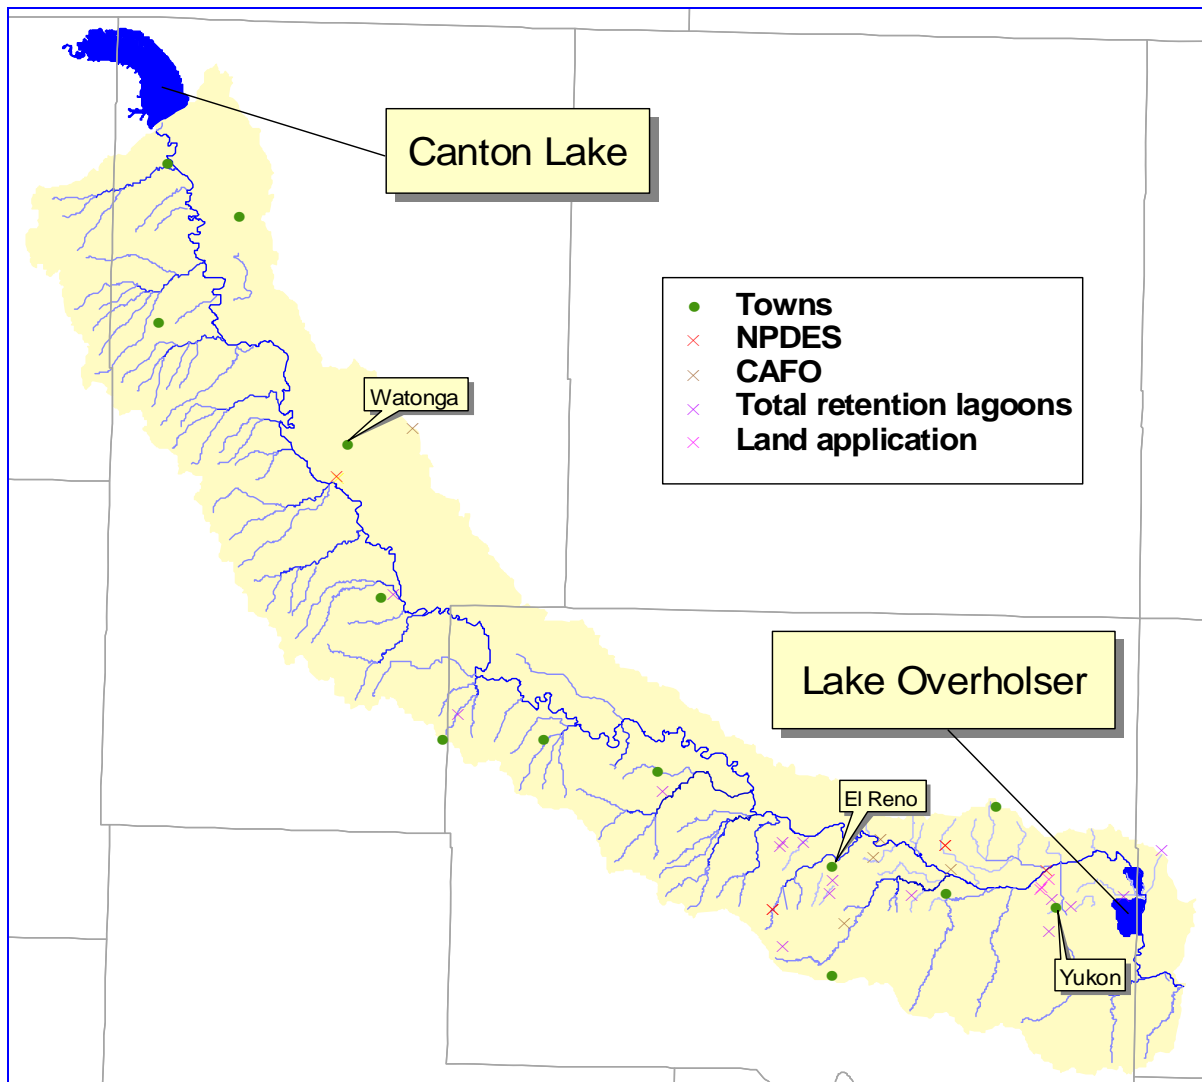 Canton Lake
Towns
NPDES
CAFO
Total retention lagoons
Land application
Watonga
Lake Overholser
El Reno
Yukon